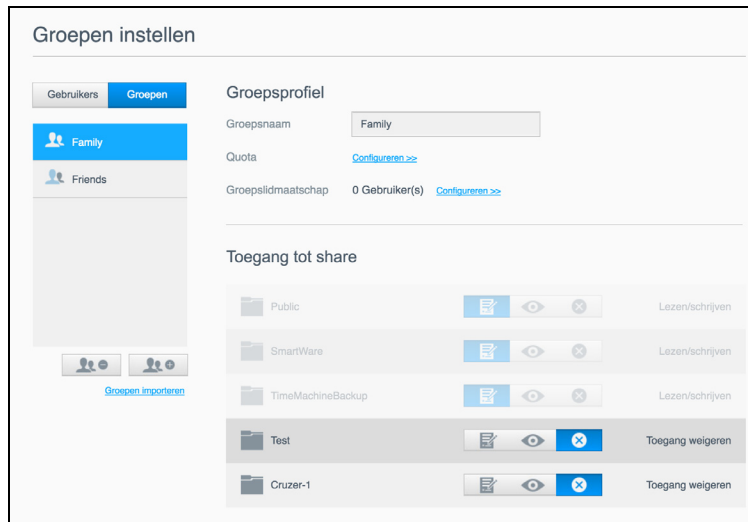 Groepen instellen
Gebruikers Groepen
Family
Friends
Groepen importeren
Groepsprofiel
Groepsnaam Family
Quota Configureren >>
Groepslidmaatschap 0 Gebruiker(s) Configureren >>
Toegang tot share
Public Lezen/schrijven
SmartWare Lezen/schrijven
TimeMachineBackup Lezen/schrijven
Test Toegang weigeren
Cruzer-1 Toegang weigeren